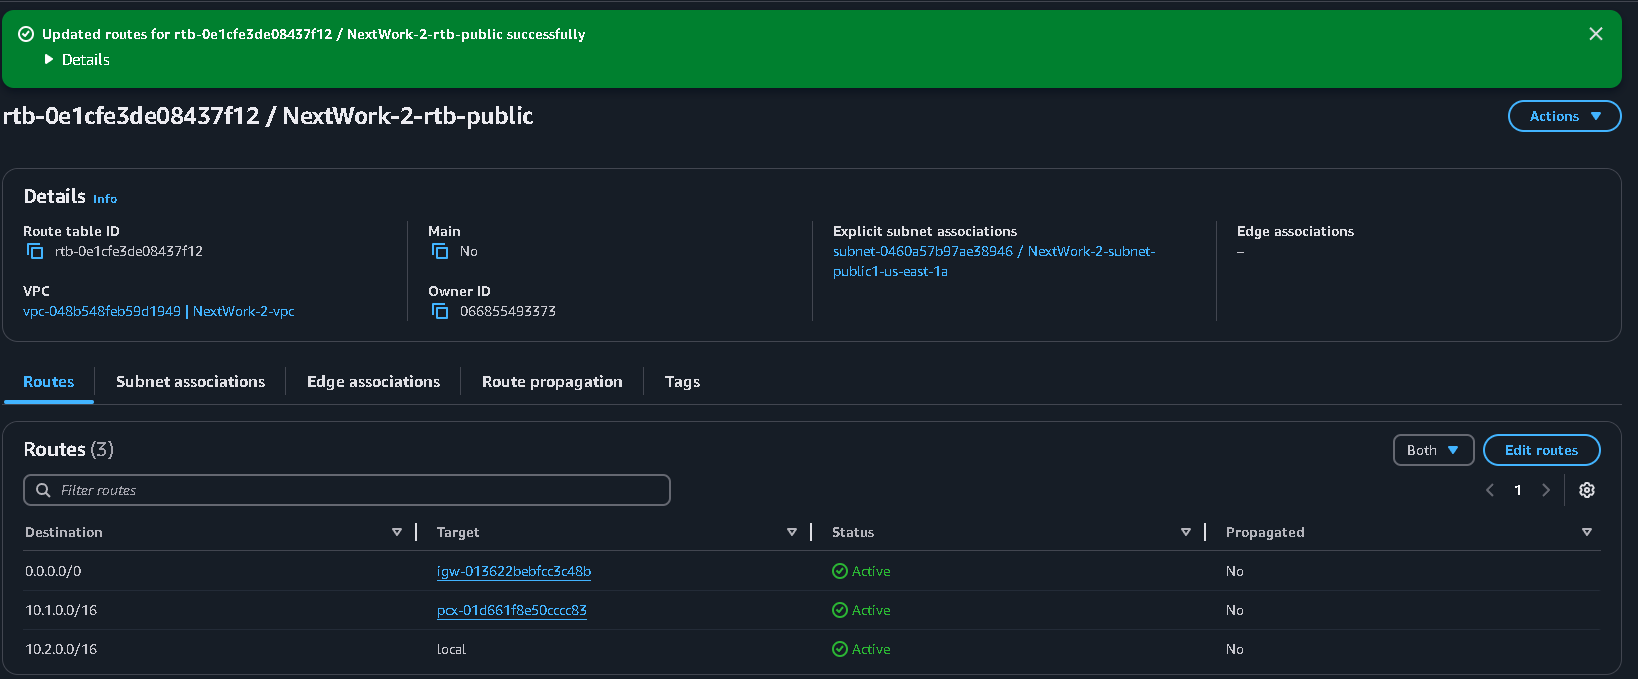 Updated routes for rtb-0e1cfe3de08437f12 / NextWork-2-rtb-public successfully
Details
rtb-0e1cfe3de08437f12 / NextWork-2-rtb-public
Actions
Details Info
Route table ID
rtb-0e1cfe3de08437f12
Main
No
Explicit subnet associations
subnet-0460a57b97ae38946 / NextWork-2-subnet-
public1-us-east-1a
Edge associations
–
VPC
vpc-048b548feb59d1949 | NextWork-2-vpc
Owner ID
066855493373
Routes Subnet associations Edge associations Route propagation Tags
Routes (3)
Both Edit routes
Filter routes
1
Destination Target Status Propagated
0.0.0.0/0 igw-013622bebfcc3c48b Active No
10.1.0.0/16 pcx-01d661f8e50cccc83 Active No
10.2.0.0/16 local Active No